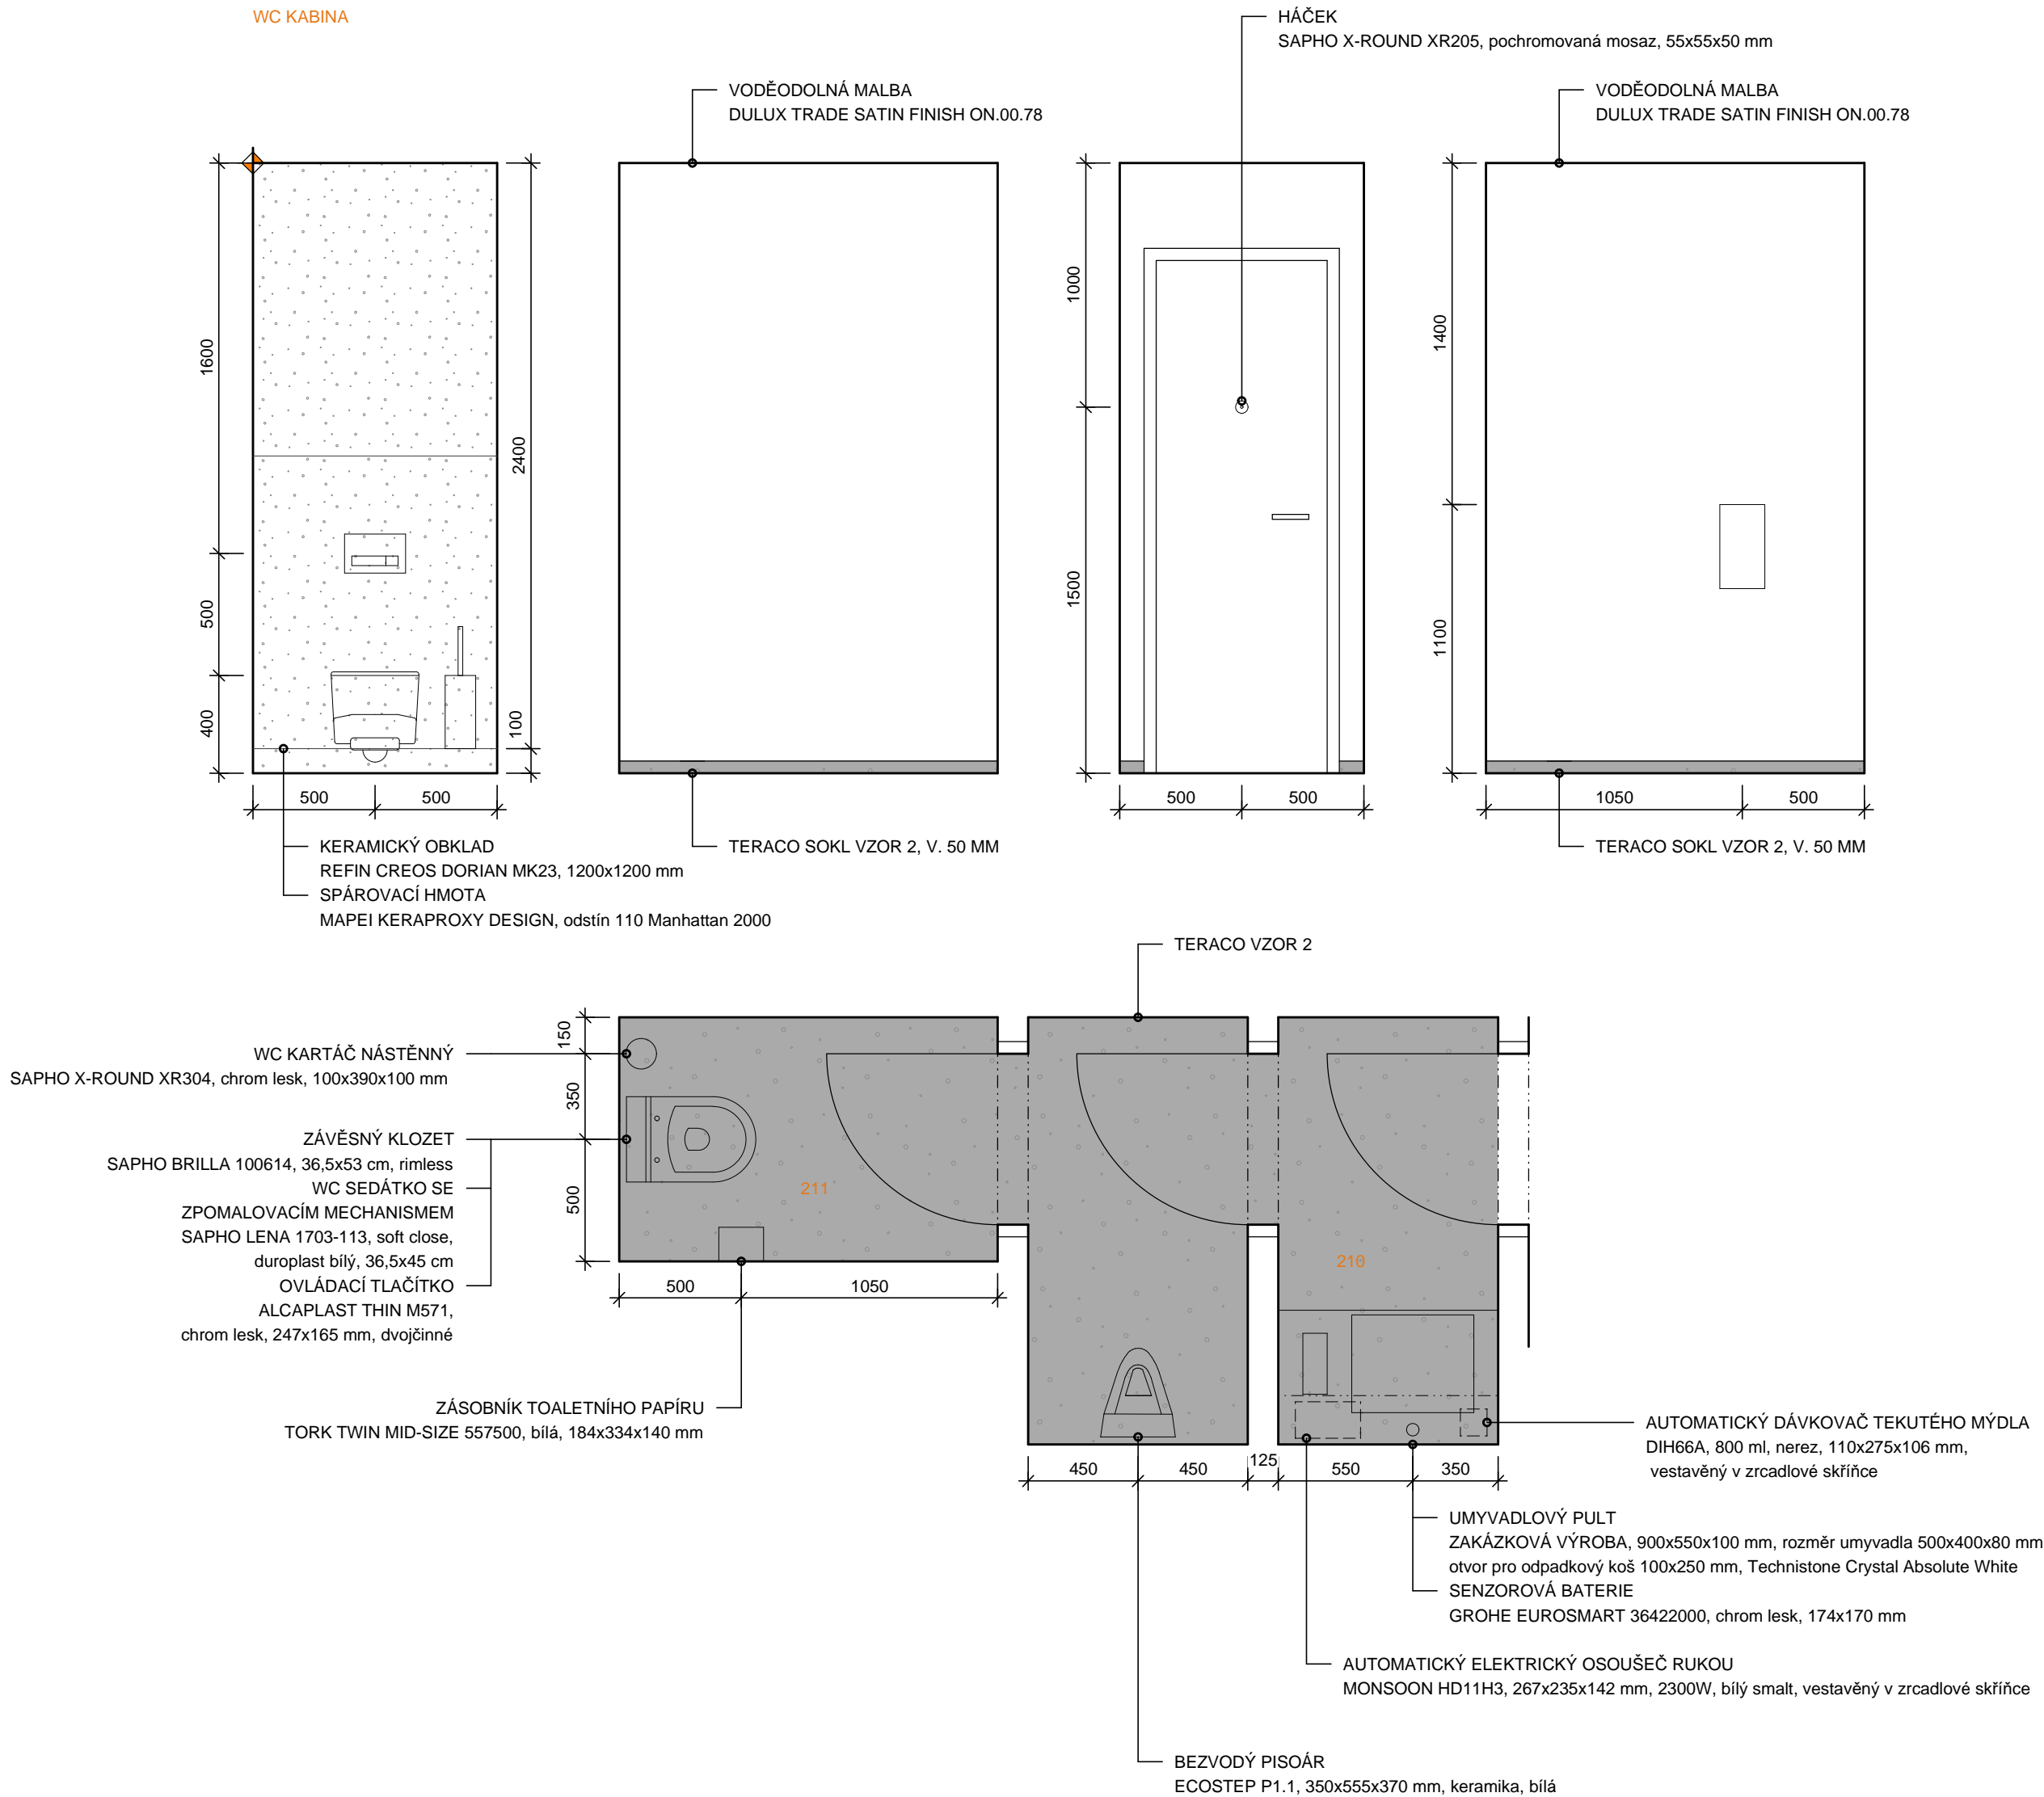 WC KABINA
HÁČEK
SAPHO X-ROUND XR205, pochromovaná mosaz, 55x55x50 mm
VODĚODOLNÁ MALBA
DULUX TRADE SATIN FINISH ON.00.78
VODĚODOLNÁ MALBA
DULUX TRADE SATIN FINISH ON.00.78
1600
500
400
2400
100
500 500
1000
1500
500 500
1400
1100
1050 500
KERAMICKÝ OBKLAD
REFIN CREOS DORIAN MK23, 1200x1200 mm
SPÁROVACÍ HMOTA
MAPEI KERAPROXY DESIGN, odstín 110 Manhattan 2000
TERACO SOKL VZOR 2, V. 50 MM
TERACO SOKL VZOR 2, V. 50 MM
TERACO VZOR 2
WC KARTÁČ NÁSTĚNNÝ
SAPHO X-ROUND XR304, chrom lesk, 100x390x100 mm
ZÁVĚSNÝ KLOZET
SAPHO BRILLA 100614, 36,5x53 cm, rimless
WC SEDÁTKO SE
ZPOMALOVACÍM MECHANISMEM
SAPHO LENA 1703-113, soft close,
duroplast bílý, 36,5x45 cm
OVLÁDACÍ TLAČÍTKO
ALCAPLAST THIN M571,
chrom lesk, 247x165 mm, dvojčinné
150
350
500
211
210
500 1050
ZÁSOBNÍK TOALETNÍHO PAPÍRU
TORK TWIN MID-SIZE 557500, bílá, 184x334x140 mm
450 450 125 550 350
AUTOMATICKÝ DÁVKOVAČ TEKUTÉHO MÝDLA
DIH66A, 800 ml, nerez, 110x275x106 mm,
vestavěný v zrcadlové skříňce
UMYVADLOVÝ PULT
ZAKÁZKOVÁ VÝROBA, 900x550x100 mm, rozměr umyvadla 500x400x80 mm
otvor pro odpadkový koš 100x250 mm, Technistone Crystal Absolute White
SENZOROVÁ BATERIE
GROHE EUROSMART 36422000, chrom lesk, 174x170 mm
AUTOMATICKÝ ELEKTRICKÝ OSOUŠEČ RUKOU
MONSOON HD11H3, 267x235x142 mm, 2300W, bílý smalt, vestavěný v zrcadlové skříňce
BEZVODÝ PISOÁR
ECOSTEP P1.1, 350x555x370 mm, keramika, bílá